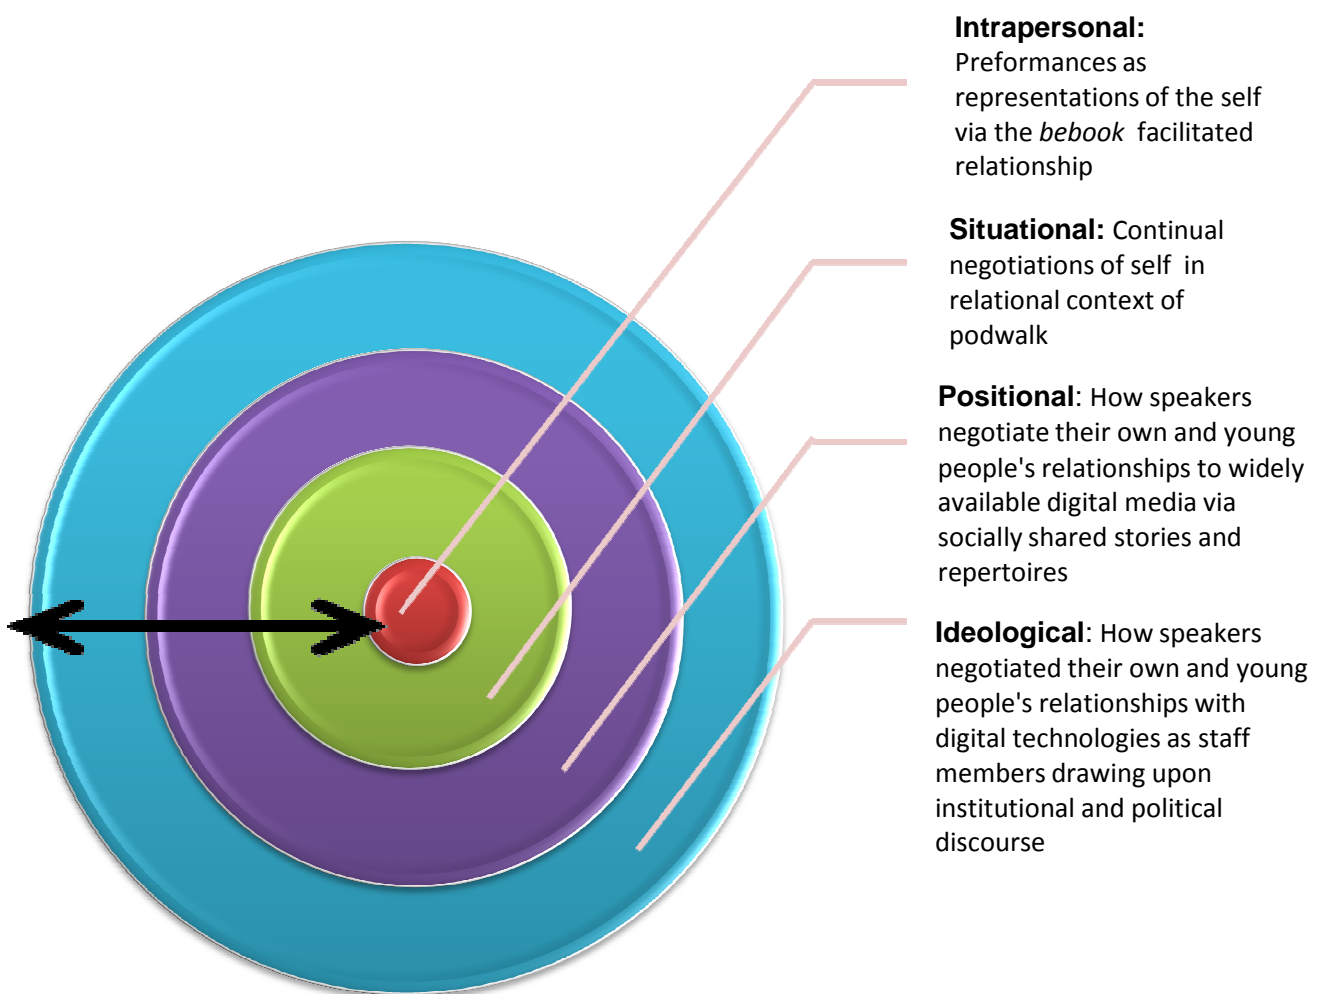 Intrapersonal:
Preformances as
representations of the self
via the bebook facilitated
relationship
Situational: Continual
negotiations of self in
relational context of
podwalk
Positional: How speakers
negotiate their own and young
people's relationships to widely
available digital media via
socially shared stories and
repertoires
Ideological: How speakers
negotiated their own and young
people's relationships with
digital technologies as staff
members drawing upon
institutional and political
discourse